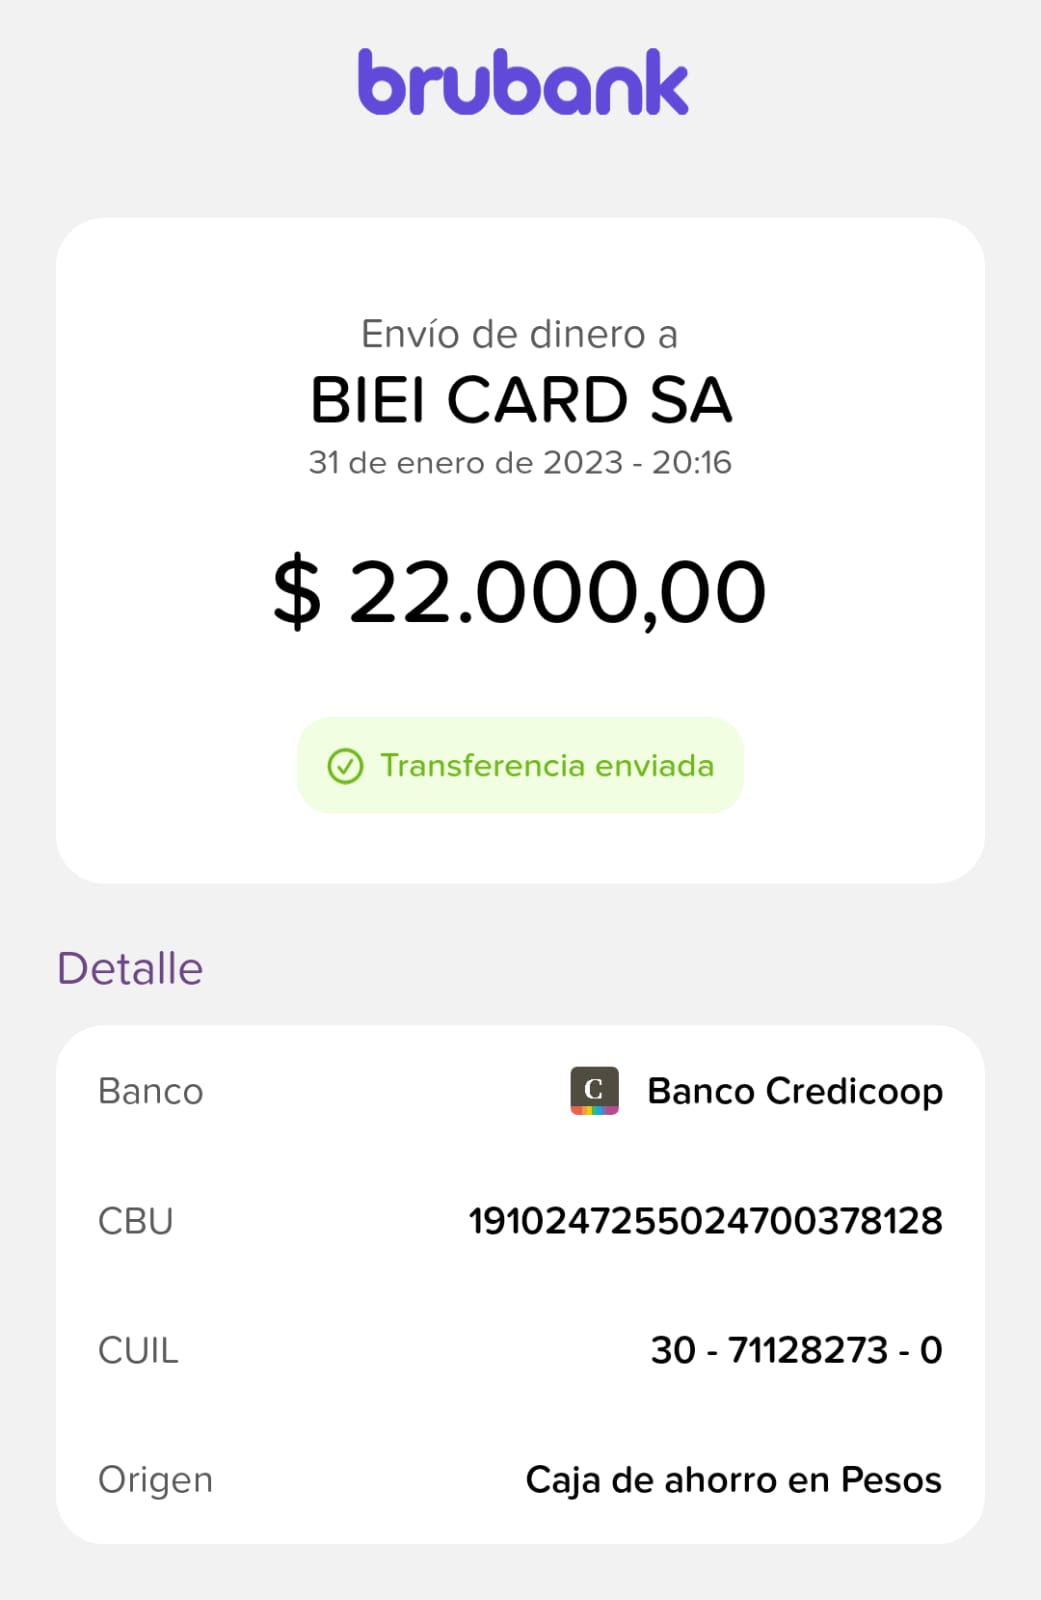 brubank
Envío de dinero a
BIEI CARD SA
31 de enero de 2023 - 20:16
$ 22.000,00
Transferencia enviada
Detalle
Banco C Banco Credicoop
CBU 1910247255024700378128
CUIL 30 - 71128273 - 0
Origen Caja de ahorro en Pesos